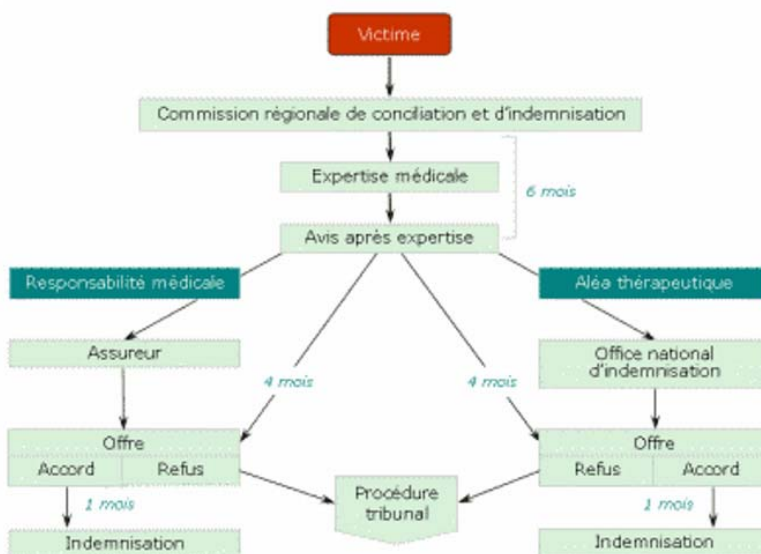 Victime
Commission régionale de conciliation et d'indemnisation
Expertise médicale
6 mois
Avis après expertise
Responsabilité médicale
Aléa thérapeutique
Assureur
Office national
d'indemnisation
4 mois
4 mois
Offre
Offre
Accord
Refus
Refus
Accord
Procédure
tribunal
1 mois
1 mois
Indemnisation
Indemnisation